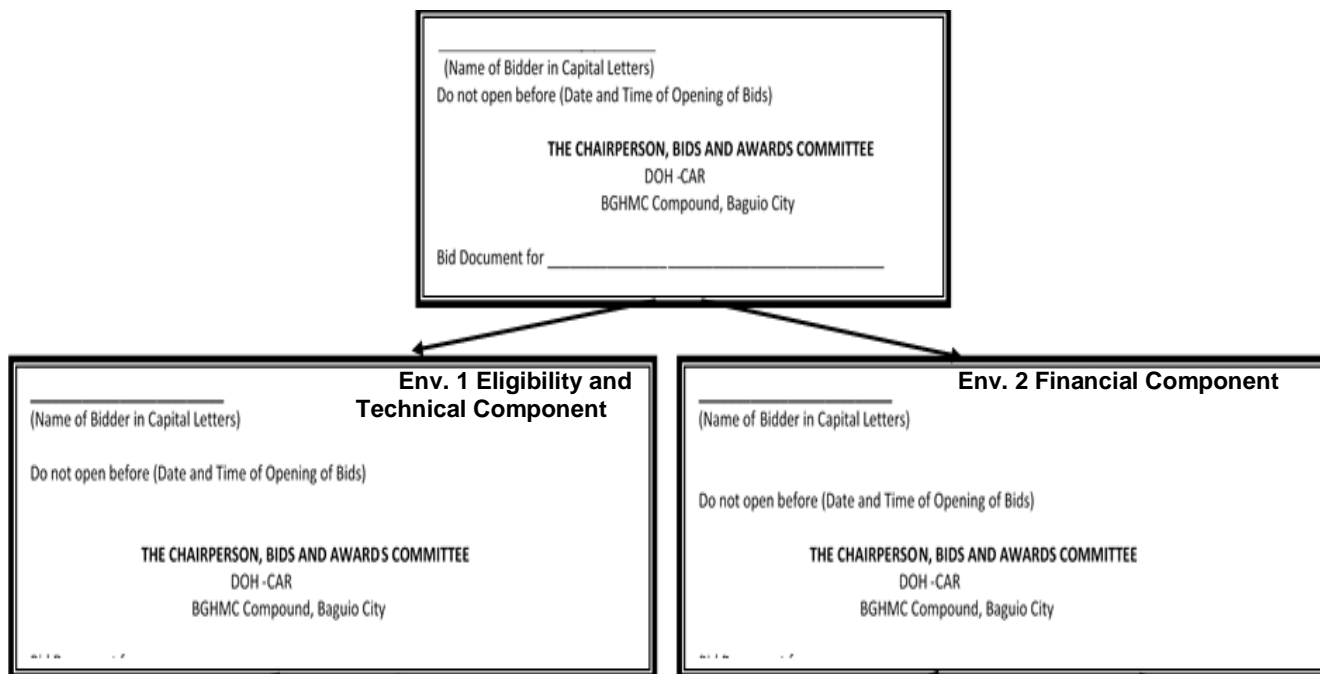 (Name of Bidder in Capital Letters)
Do not open before (Date and Time of Opening of Bids)
THE CHAIRPERSON, BIDS AND AWARDS COMMITTEE
DOH -CAR
BGHMC Compound, Baguio City
Bid Document for ____________________
Env. 1 Eligibility and
Technical Component
(Name of Bidder in Capital Letters)
Do not open before (Date and Time of Opening of Bids)
THE CHAIRPERSON, BIDS AND AWARDS COMMITTEE
DOH -CAR
BGHMC Compound, Baguio City
Env. 2 Financial Component
(Name of Bidder in Capital Letters)
Do not open before (Date and Time of Opening of Bids)
THE CHAIRPERSON, BIDS AND AWARDS COMMITTEE
DOH -CAR
BGHMC Compound, Baguio City